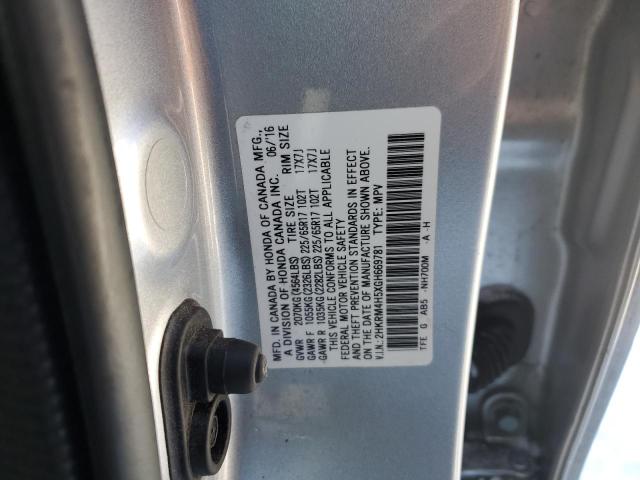 MFD. IN CANADA BY HONDA OF CANADA MFG.,
A DIVISION OF HONDA CANADA INC. 06/16
TIRE SIZE RIM SIZE
GVWR 2070KG(4564LBS)
GAWR F 1055KG(2326LBS) 225/65R17 102T 17X7J
GAWR R 1035KG(2282LBS) 225/65R17 102T 17X7J
THIS VEHICLE CONFORMS TO ALL APPLICABLE
FEDERAL MOTOR VEHICLE SAFETY
AND THEFT PREVENTION STANDARDS IN EFFECT
ON THE DATE OF MANUFACTURE SHOWN ABOVE.
V.I.N.: 2HKRM4H5XGH669781 TYPE: MPV
TFE G AB5 -NH700M -A -H